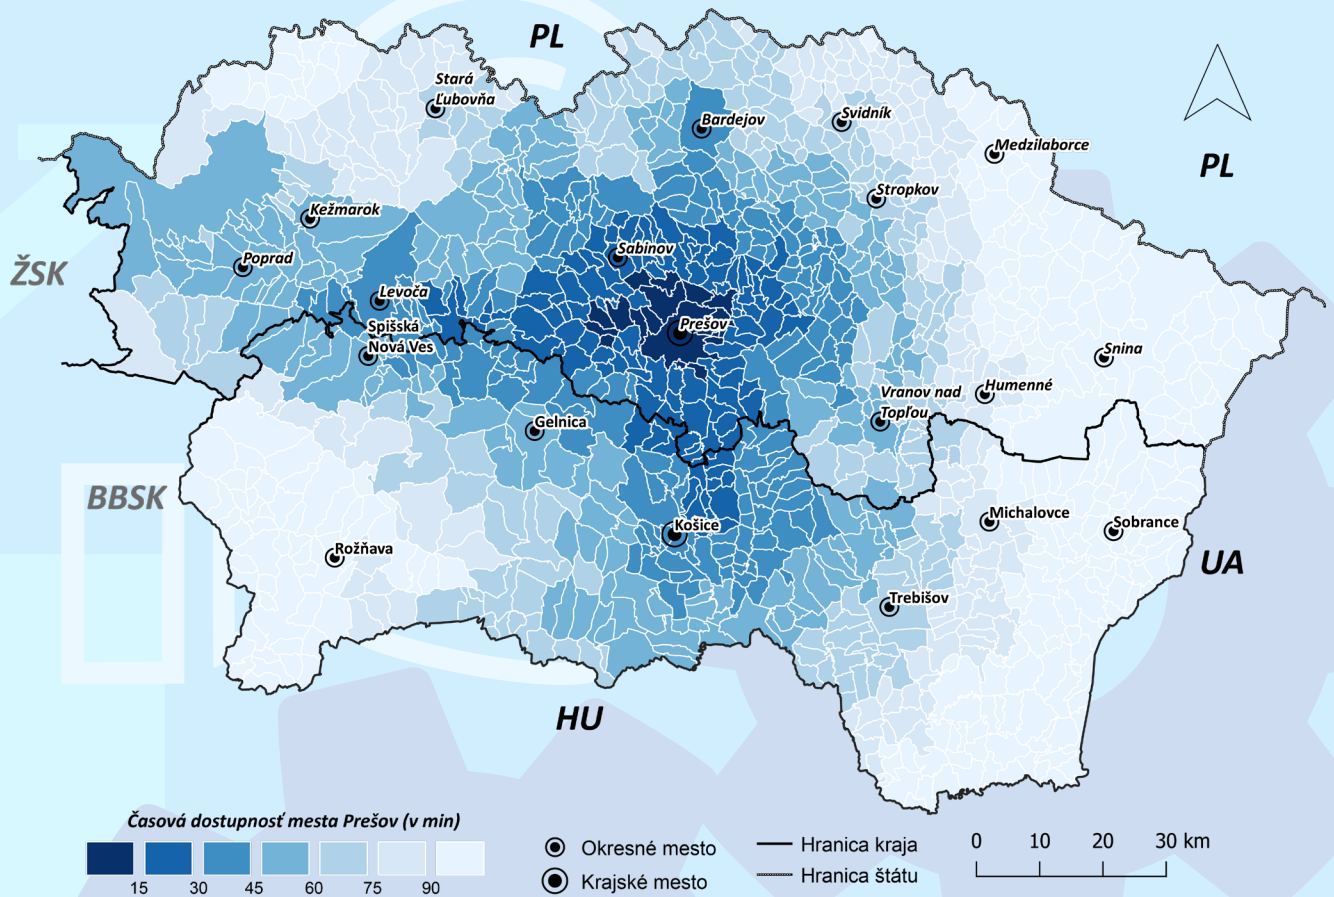 PL
Stará
Ľubovňa
Bardejov
Svidník
Medzilaborce
PL
Stropkov
Kežmarok
Sabinov
Poprad
ŽSK
Levoča
Prešov
Spišská
Nová Ves
Snina
Humenné
Vranov nad
Topľou
Gelnica
BBSK
Michalovce
Sobrance
Košice
Rožňava
UA
Trebišov
HU
Časová dostupnosť mesta Prešov (v min)
15 30 45 60 75 90
Okresné mesto
Krajské mesto
Hranica kraja
Hranica štátu
0 10 20 30 km